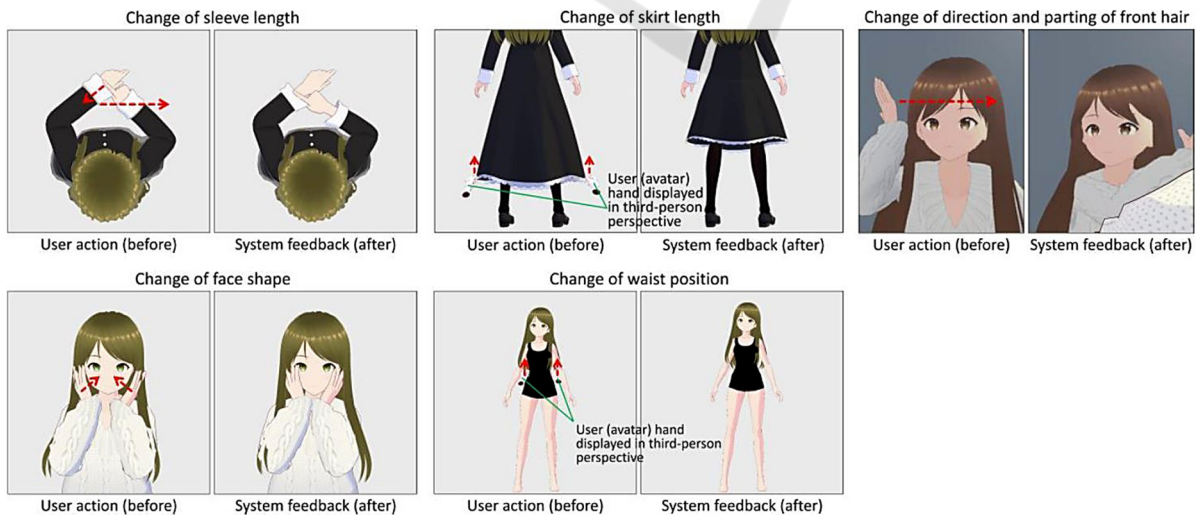 Change of sleeve length
Change of skirt length
Change of direction and parting of front hair
User (avatar)
hand displayed
in third-person
perspective
User action (before)
System feedback (after)
User action (before)
System feedback (after)
User action (before)
System feedback (after)
Change of face shape
Change of waist position
User (avatar) hand
displayed in third-person
perspective
User action (before)
System feedback (after)
User action (before)
System feedback (after)